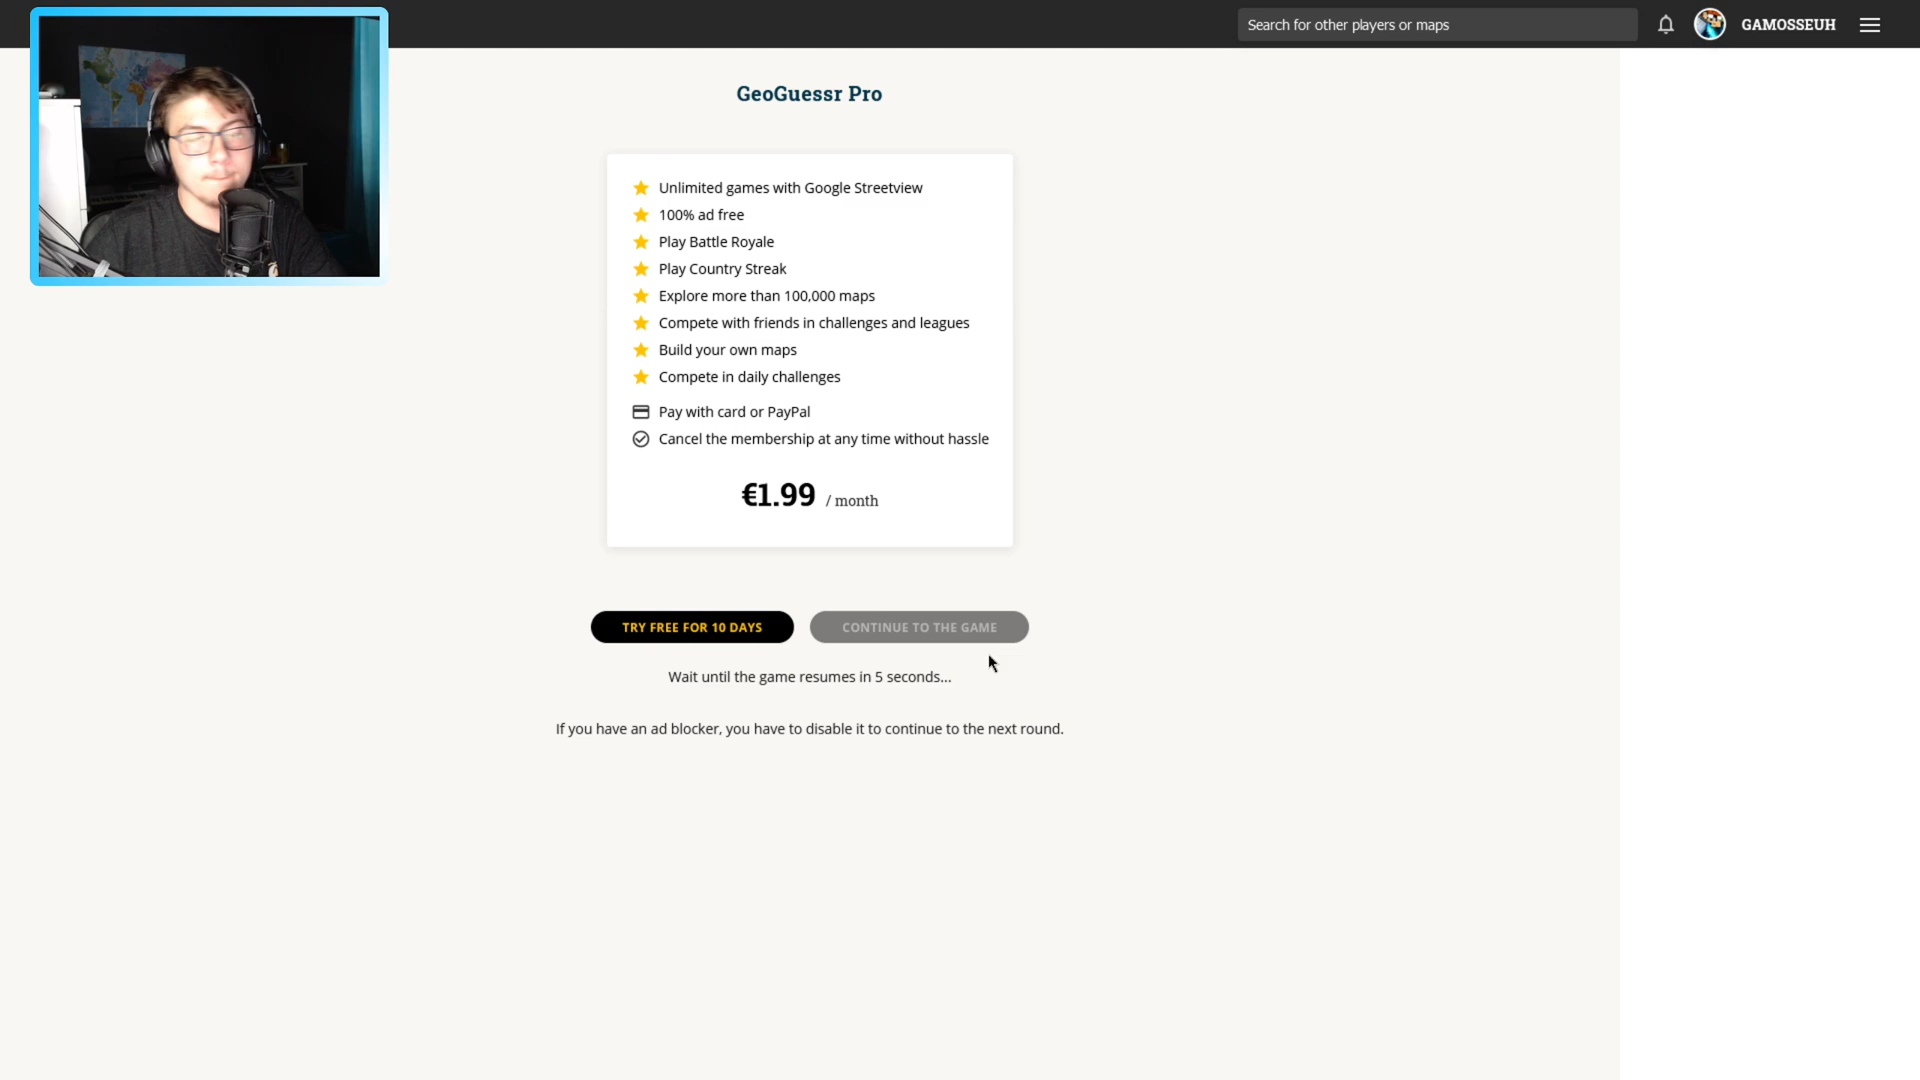 Search for other players or maps
GAMOSSEUH
GeoGuessr Pro
Unlimited games with Google Streetview
100% ad free
Play Battle Royale
Play Country Streak
Explore more than 100,000 maps
Compete with friends in challenges and leagues
Build your own maps
Compete in daily challenges
Pay with card or PayPal
Cancel the membership at any time without hassle
€1.99 / month
TRY FREE FOR 10 DAYS
CONTINUE TO THE GAME
Wait until the game resumes in 5 seconds...
If you have an ad blocker, you have to disable it to continue to the next round.